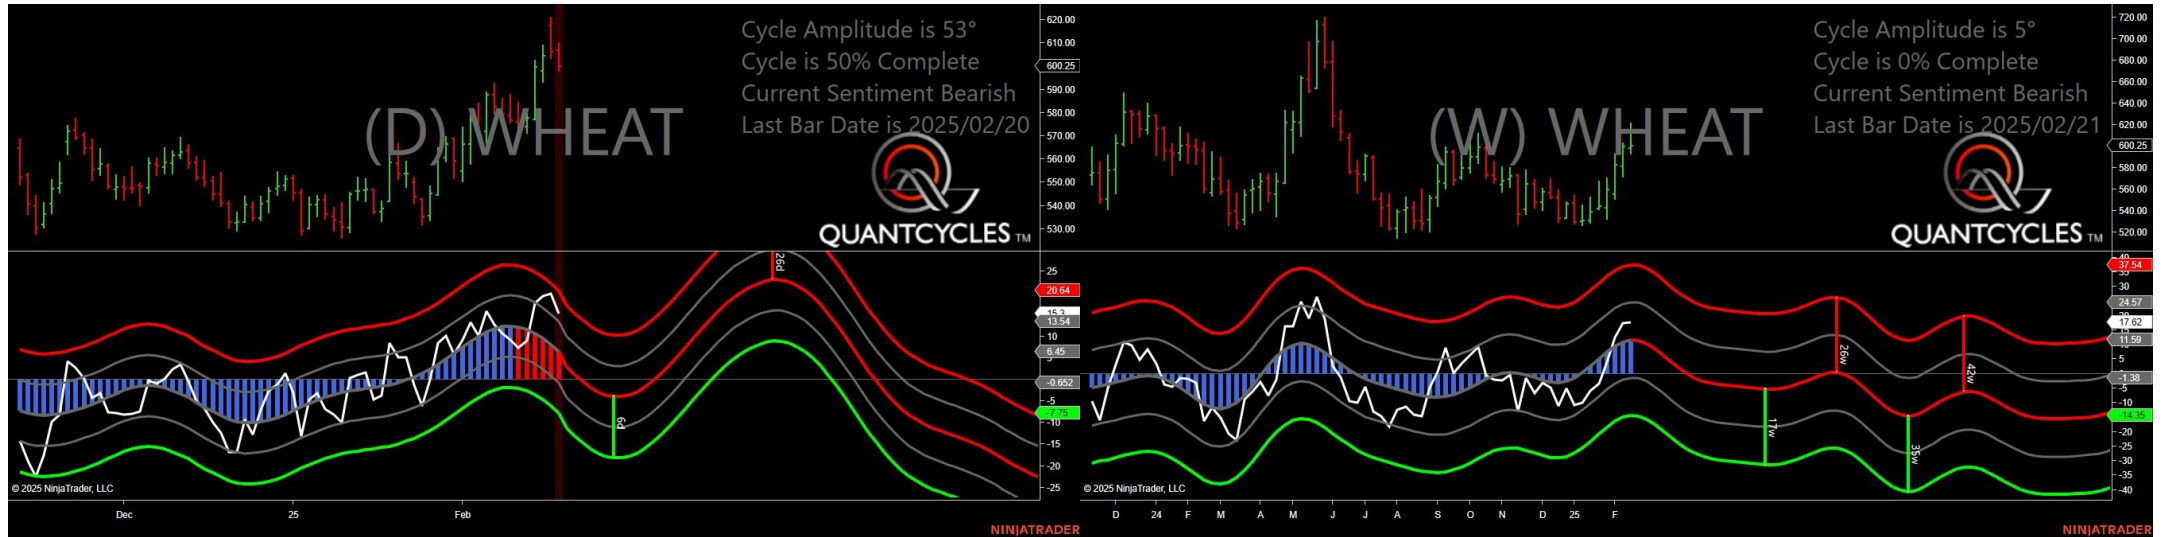 Cycle Amplitude is 53°
Cycle is 50% Complete
Current Sentiment Bearish
Last Bar Date is 2025/02/20
(D) WHEAT
QUANTCYCLES TM
620.00
610.00
600.25
590.00
580.00
570.00
560.00
550.00
540.00
530.00
26d
6d
25
20.64
15.3
13.54
10
6.45
-0.652
-5
-7.75
-10
-15
-20
-25
© 2025 NinjaTrader, LLC
Dec
25
Feb
NINJATRADER
Cycle Amplitude is 5°
Cycle is 0% Complete
Current Sentiment Bearish
Last Bar Date is 2025/02/21
(W) WHEAT
QUANTCYCLES TM
720.00
700.00
680.00
660.00
640.00
620.00
600.25
580.00
560.00
540.00
520.00
17w
26w
35w
42w
37.54
35
30
24.57
17.62
11.59
5
-1.38
-5
-10
-14.35
-20
-25
-30
-35
-40
© 2025 NinjaTrader, LLC
D 24 F M A M J J A S O N D 25 F
NINJATRADER